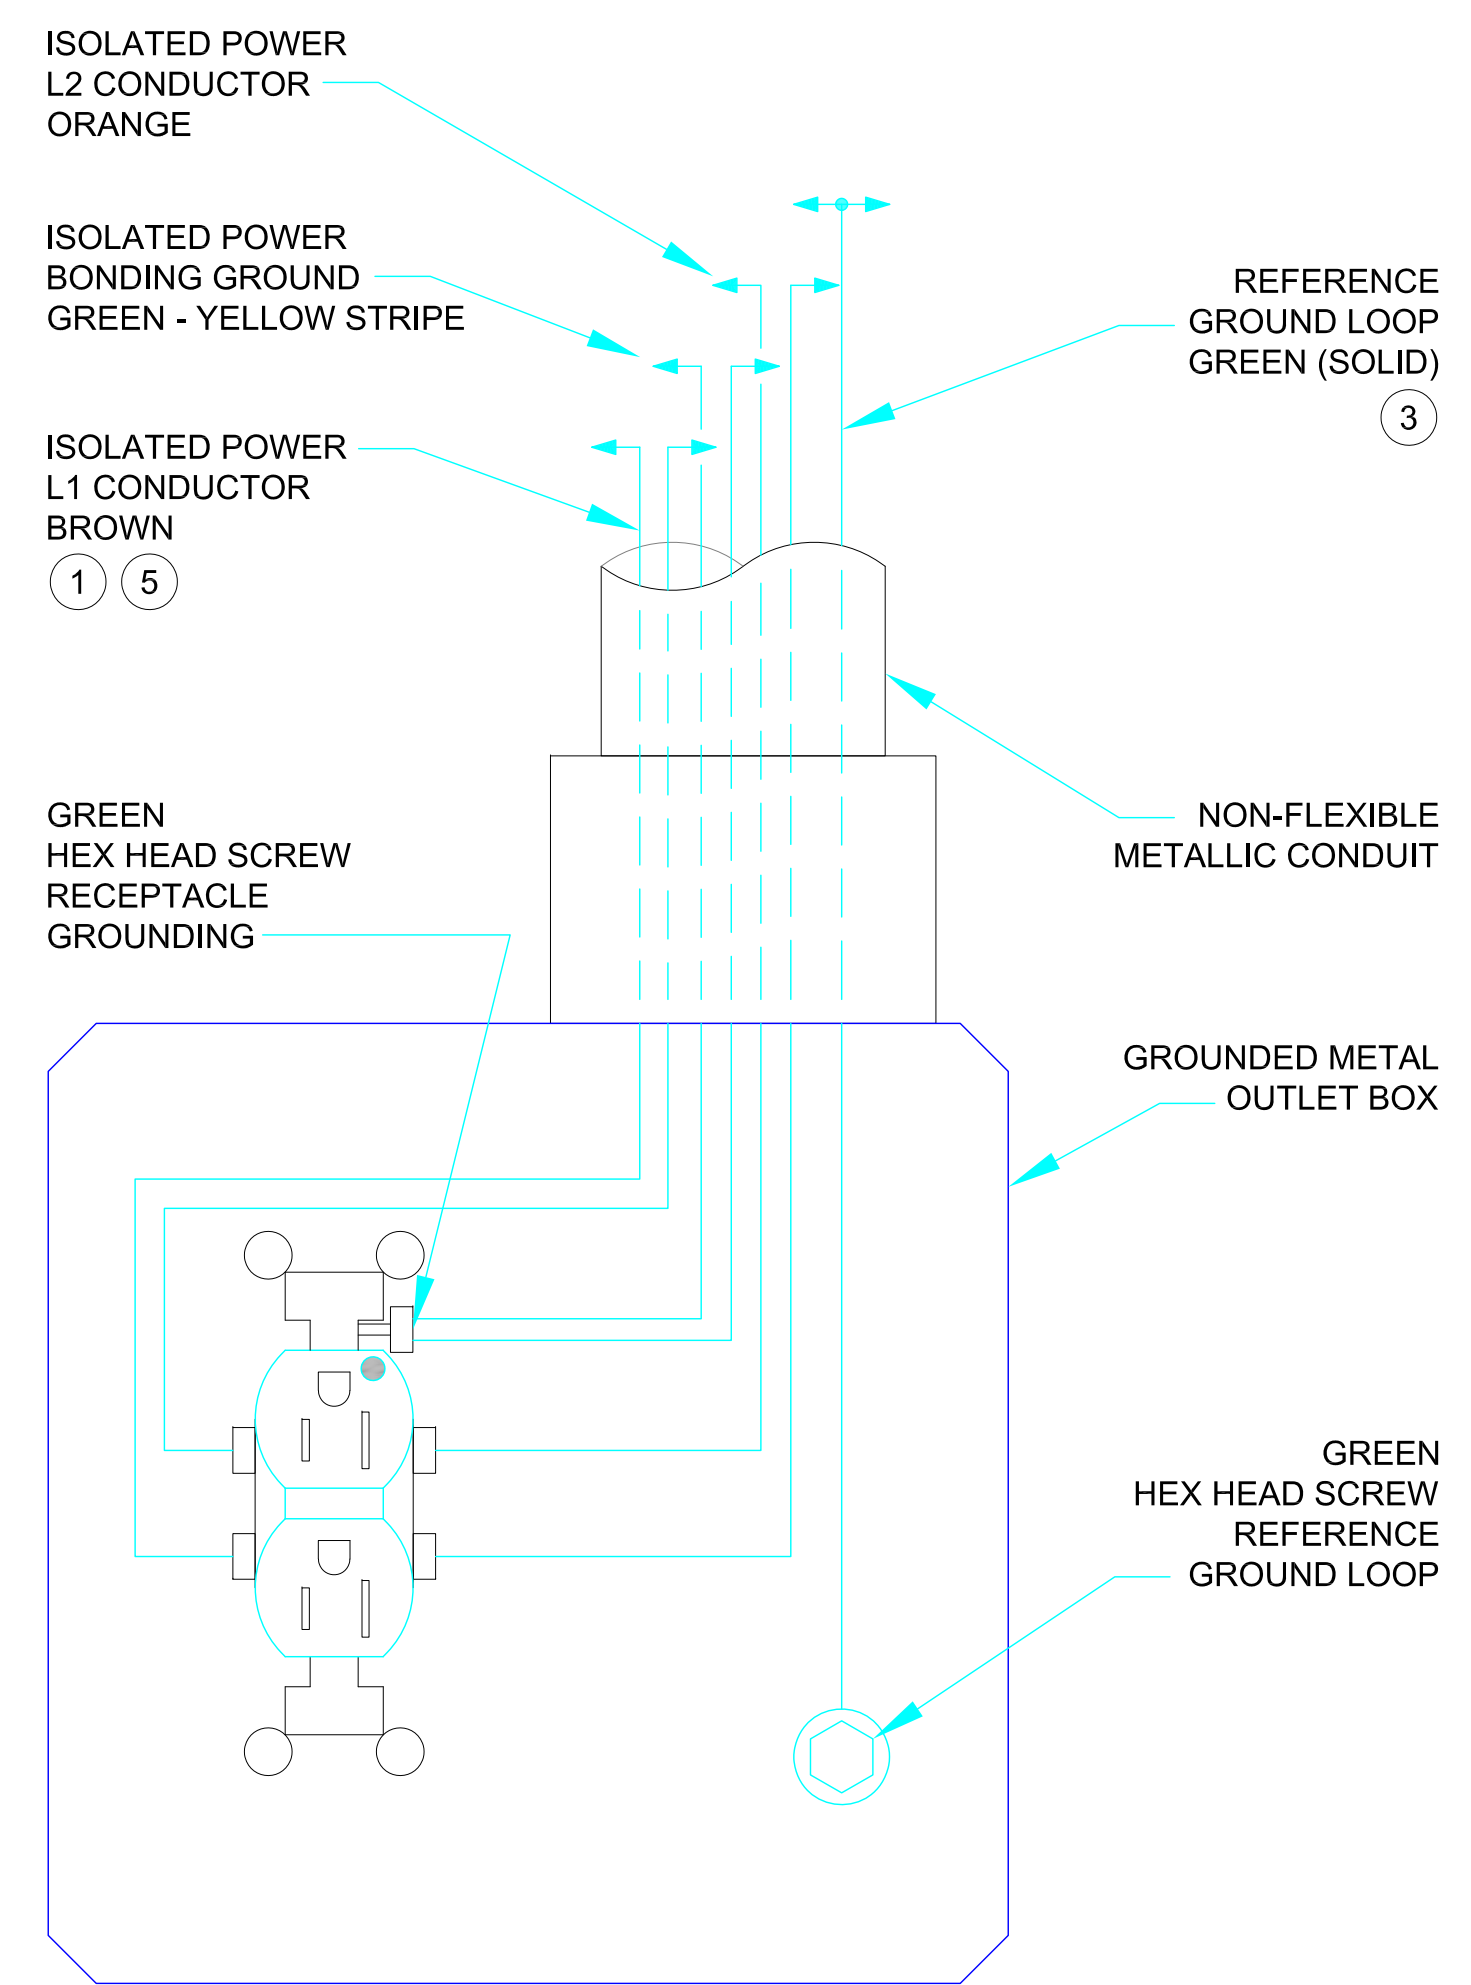 ISOLATED POWER
L2 CONDUCTOR
ORANGE
ISOLATED POWER
BONDING GROUND
GREEN - YELLOW STRIPE
REFERENCE
GROUND LOOP
GREEN (SOLID)
3
ISOLATED POWER
L1 CONDUCTOR
BROWN
1 5
GREEN
HEX HEAD SCREW
RECEPTACLE
GROUNDING
NON-FLEXIBLE
METALLIC CONDUIT
GROUNDED METAL
OUTLET BOX
GREEN
HEX HEAD SCREW
REFERENCE
GROUND LOOP